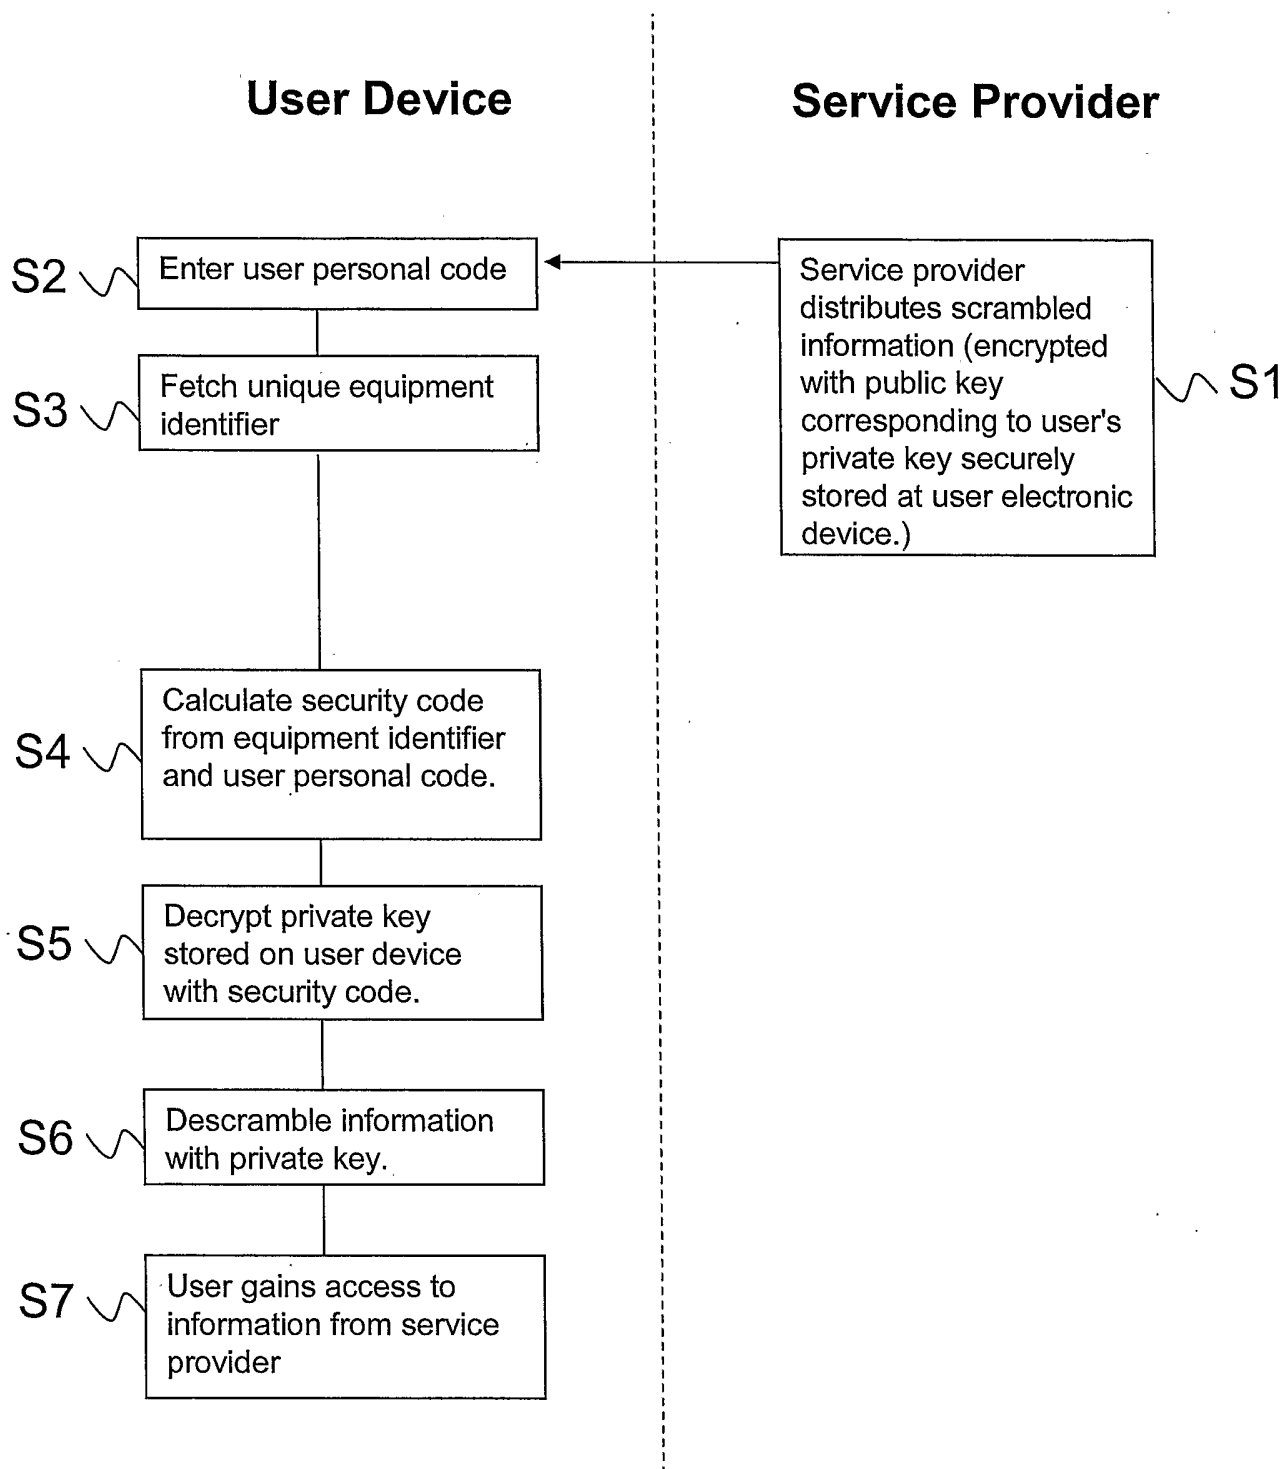 User Device
Service Provider
S2
Enter user personal code
Service provider
distributes scrambled
information (encrypted
with public key
corresponding to user's
private key securely
stored at user electronic
device.)
S1
S3
Fetch unique equipment
identifier
S4
Calculate security code
from equipment identifier
and user personal code.
S5
Decrypt private key
stored on user device
with security code.
S6
Descramble information
with private key.
S7
User gains access to
information from service
provider